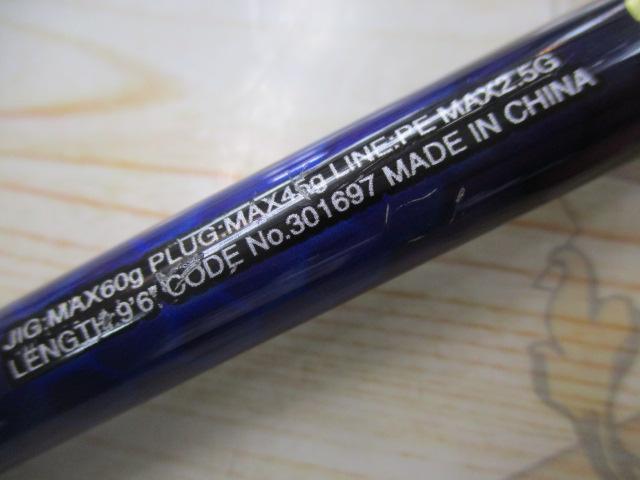 JIG:MAX60g PLUG:MAX45g LINE:PE MAX2.5G
LENGTH:9'6" CODE No.301697 MADE IN CHINA